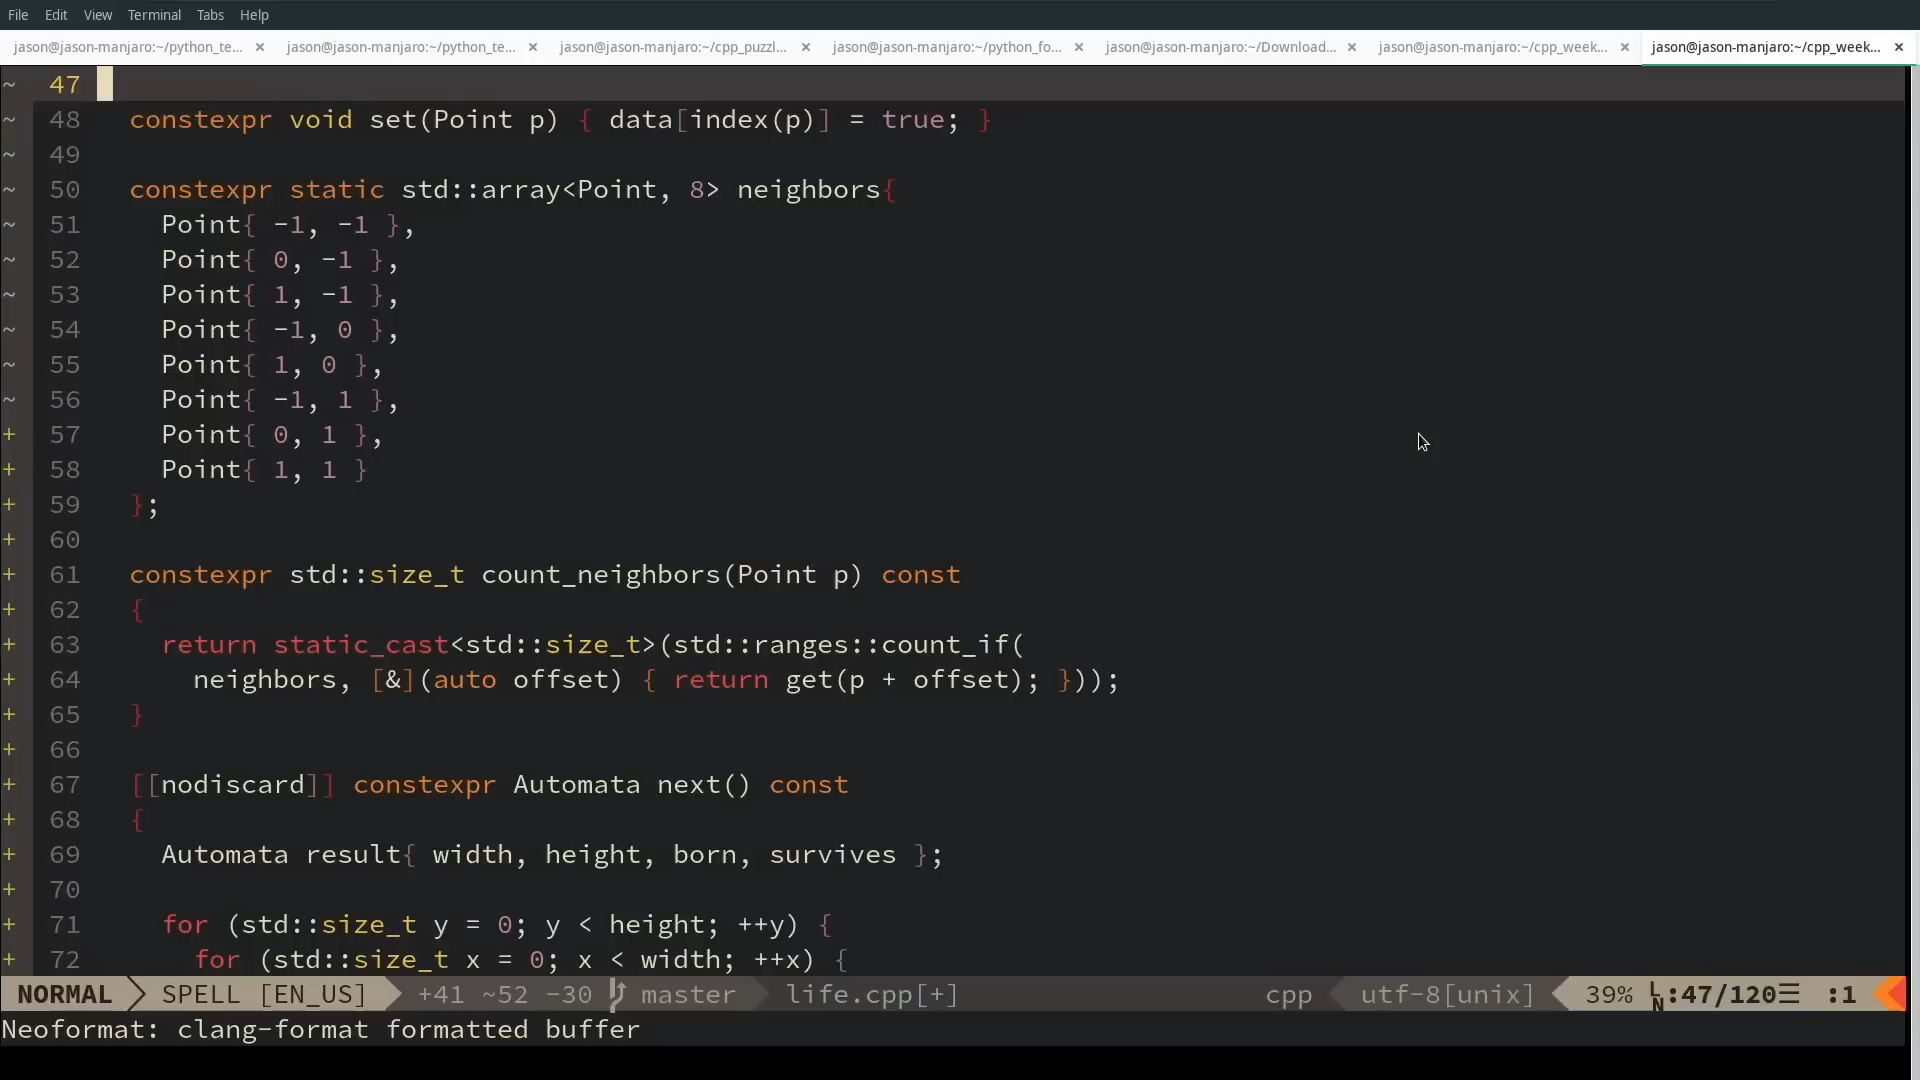 File Edit View Terminal Tabs Help
jason@jason-manjaro:~/python_te... × jason@jason-manjaro:~/python_te... × jason@jason-manjaro:~/cpp_puzzl... × jason@jason-manjaro:~/python_fo... × jason@jason-manjaro:~/Download... × jason@jason-manjaro:~/cpp_week... × jason@jason-manjaro:~/cpp_week... ×
~ 47
~ 48   constexpr void set(Point p) { data[index(p)] = true; }
~ 49
~ 50   constexpr static std::array<Point, 8> neighbors{
~ 51     Point{ -1, -1 },
~ 52     Point{ 0, -1 },
~ 53     Point{ 1, -1 },
~ 54     Point{ -1, 0 },
~ 55     Point{ 1, 0 },
~ 56     Point{ -1, 1 },
+ 57     Point{ 0, 1 },
+ 58     Point{ 1, 1 }
+ 59   };
+ 60
+ 61   constexpr std::size_t count_neighbors(Point p) const
+ 62   {
+ 63     return static_cast<std::size_t>(std::ranges::count_if(
+ 64       neighbors, [&](auto offset) { return get(p + offset); }));
+ 65   }
+ 66
+ 67   [[nodiscard]] constexpr Automata next() const
+ 68   {
+ 69     Automata result{ width, height, born, survives };
+ 70
+ 71     for (std::size_t y = 0; y < height; ++y) {
+ 72       for (std::size_t x = 0; x < width; ++x) {
NORMAL SPELL [EN_US] +41 ~52 -30 master life.cpp[+] cpp utf-8[unix] 39% LN:47/120☰ :1
Neoformat: clang-format formatted buffer